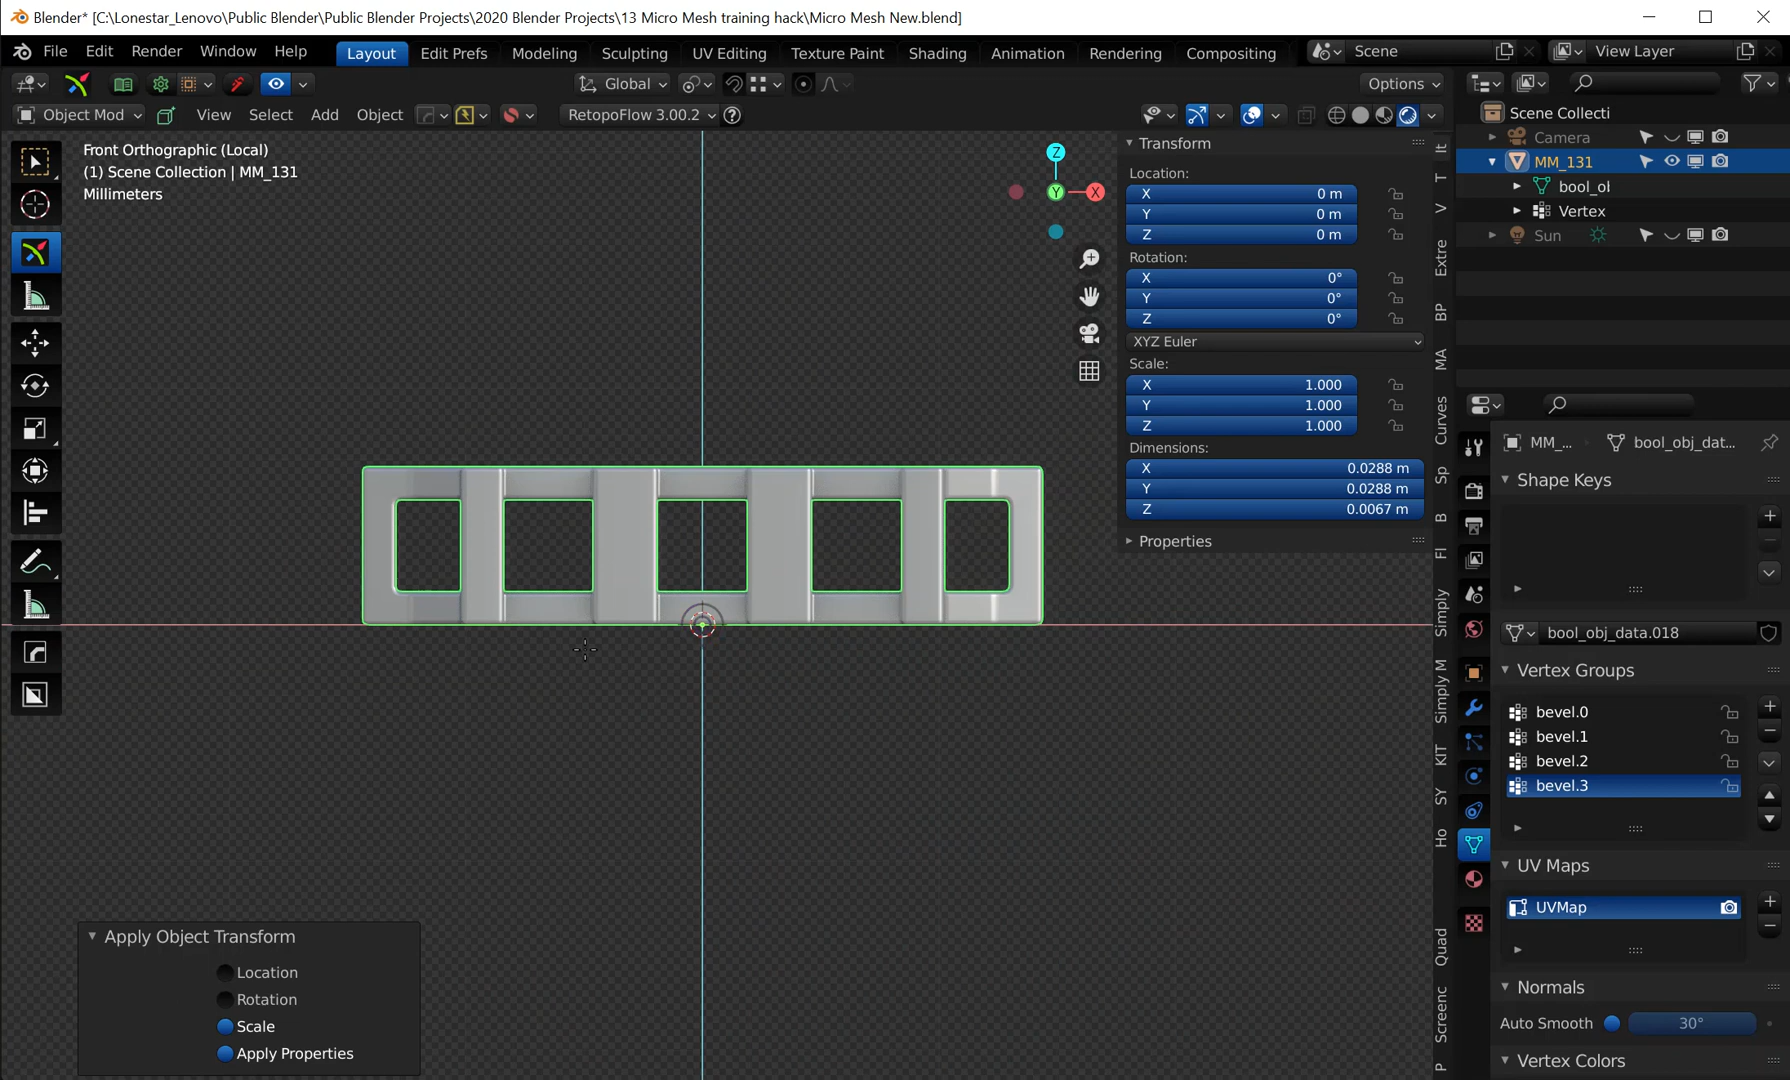 Blender* [C:\Lonestar_Lenovo\Public Blender\Public Blender Projects\2020 Blender Projects\13 Micro Mesh training hack\Micro Mesh New.blend]
File Edit Render Window Help Layout Edit Prefs Modeling Sculpting UV Editing Texture Paint Shading Animation Rendering Compositing Scene View Layer
Global Options
Object Mod View Select Add Object RetopoFlow 3.00.2
Front Orthographic (Local)
(1) Scene Collection | MM_131
Millimeters
Z
Y
X
Transform
Location:
X 0 m
Y 0 m
Z 0 m
Rotation:
X 0°
Y 0°
Z 0°
XYZ Euler
Scale:
X 1.000
Y 1.000
Z 1.000
Dimensions:
X 0.0288 m
Y 0.0288 m
Z 0.0067 m
Properties
It
T
V
Extre
BP
MA
Curves
Sp
B
FI
Simply
Simply M
KIT
SY
Ho
Quad
Screenc
P
Scene Collecti
Camera
MM_131
bool_ol
Vertex
Sun
MM_... bool_obj_dat...
Shape Keys
bool_obj_data.018
Vertex Groups
bevel.0
bevel.1
bevel.2
bevel.3
UV Maps
UVMap
Normals
Auto Smooth 30°
Vertex Colors
Apply Object Transform
Location
Rotation
Scale
Apply Properties